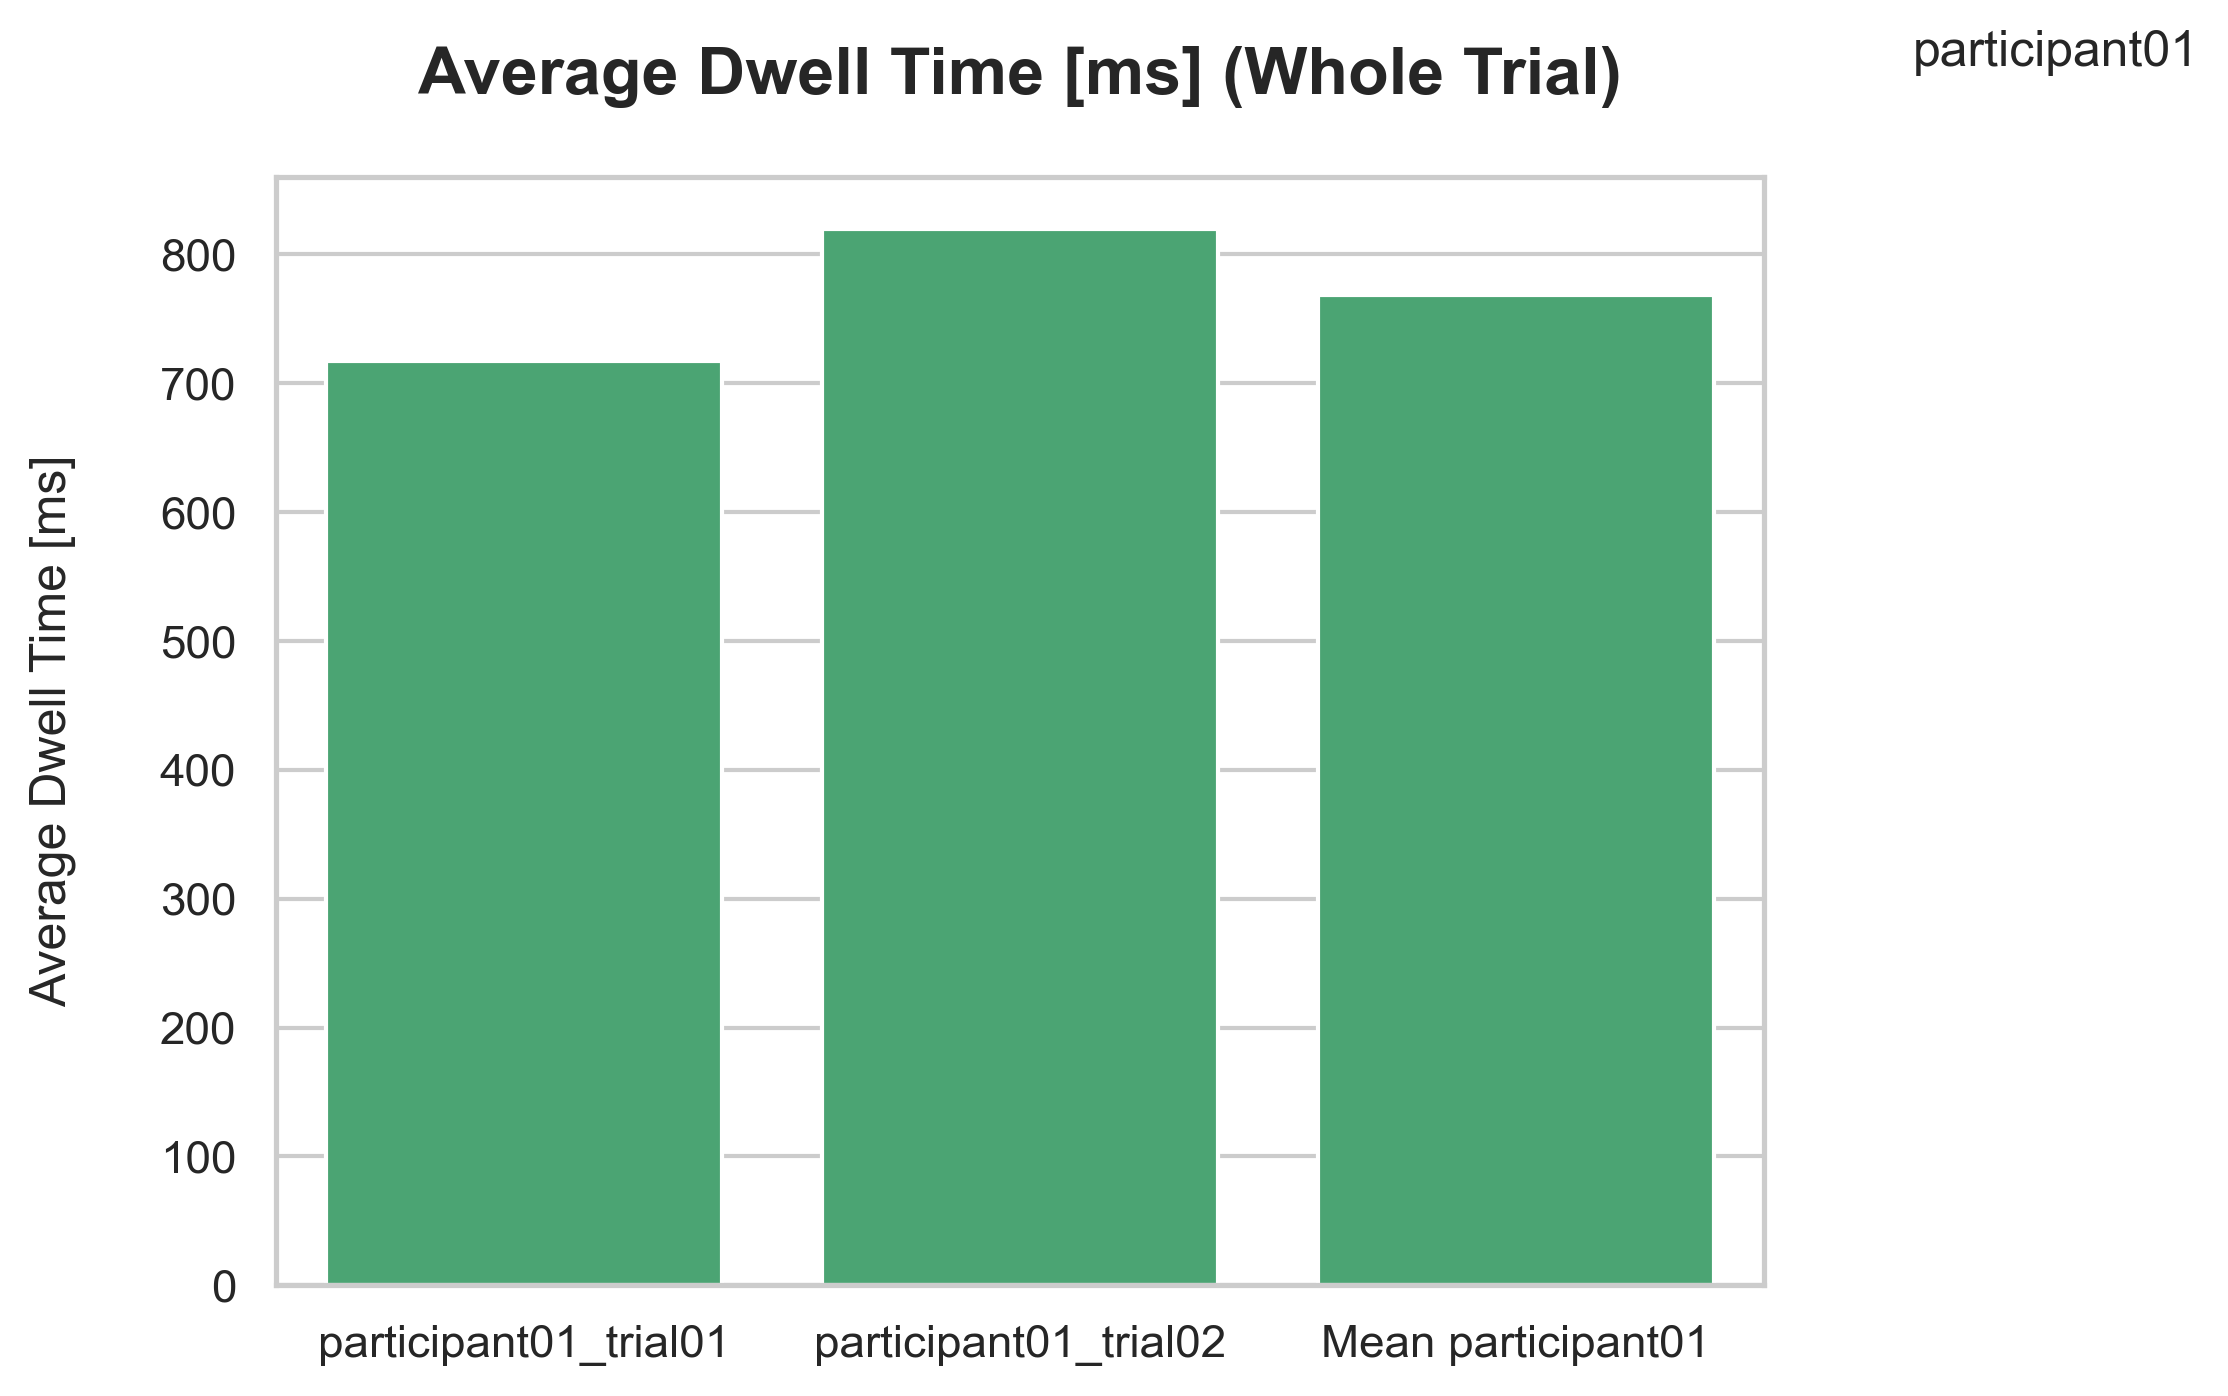 participant01
Average Dwell Time [ms] (Whole Trial)
Average Dwell Time [ms]
800
700
600
500
400
300
200
100
0
participant01_trial01
participant01_trial02
Mean participant01